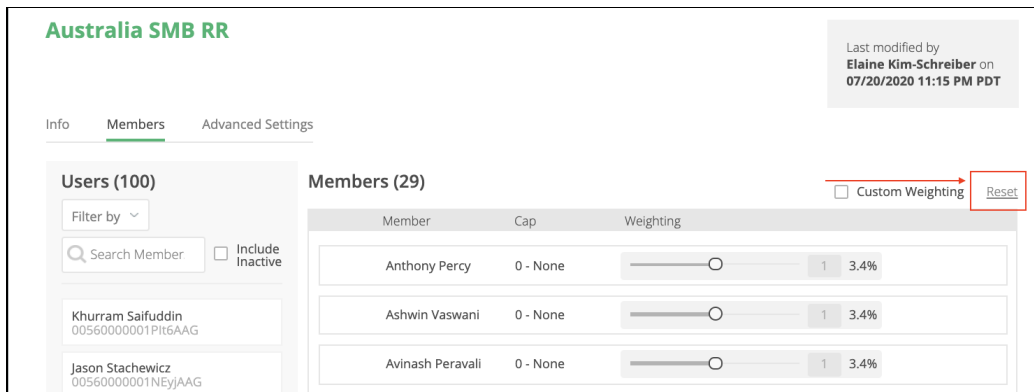 Australia SMB RR
Last modified by
Elaine Kim-Schreiber on
07/20/2020 11:15 PM PDT
Info Members Advanced Settings
Users (100)
Filter by
Search Member
Include
Inactive
Khurram Saifuddin
00560000001PIt6AAG
Jason Stachewicz
00560000001NEyjAAG
Members (29)
Custom Weighting Reset
Member Cap Weighting
Anthony Percy 0 - None 1 3.4%
Ashwin Vaswani 0 - None 1 3.4%
Avinash Peravali 0 - None 1 3.4%